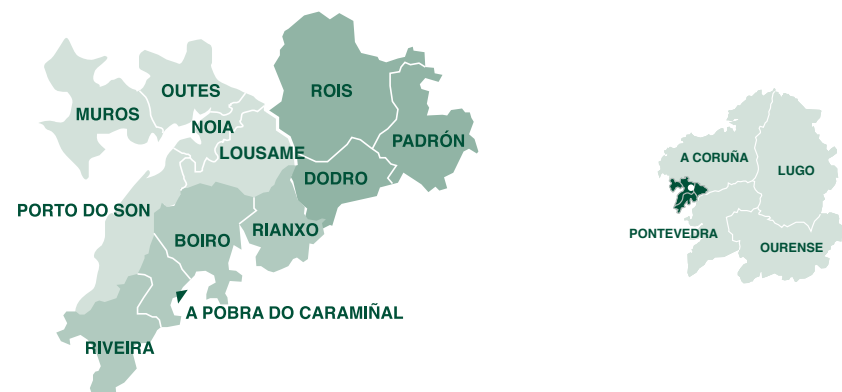 OUTES
ROIS
MUROS
NOIA
PADRÓN
LOUSAME
DODRO
PORTO DO SON
RIANXO
BOIRO
A POBRA DO CARAMIÑAL
RIVEIRA
A CORUÑA
LUGO
PONTEVEDRA
OURENSE